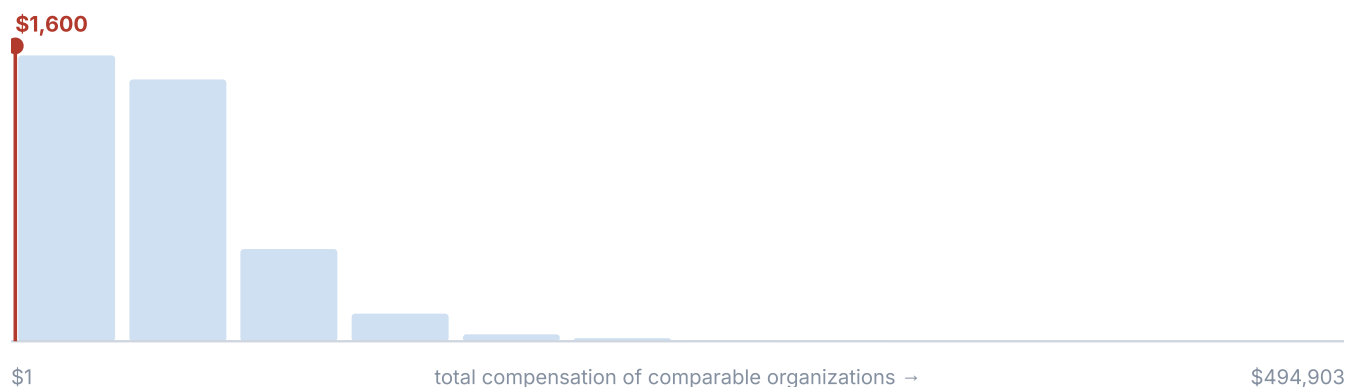 $1,600
$1 total compensation of comparable organizations → $494,903